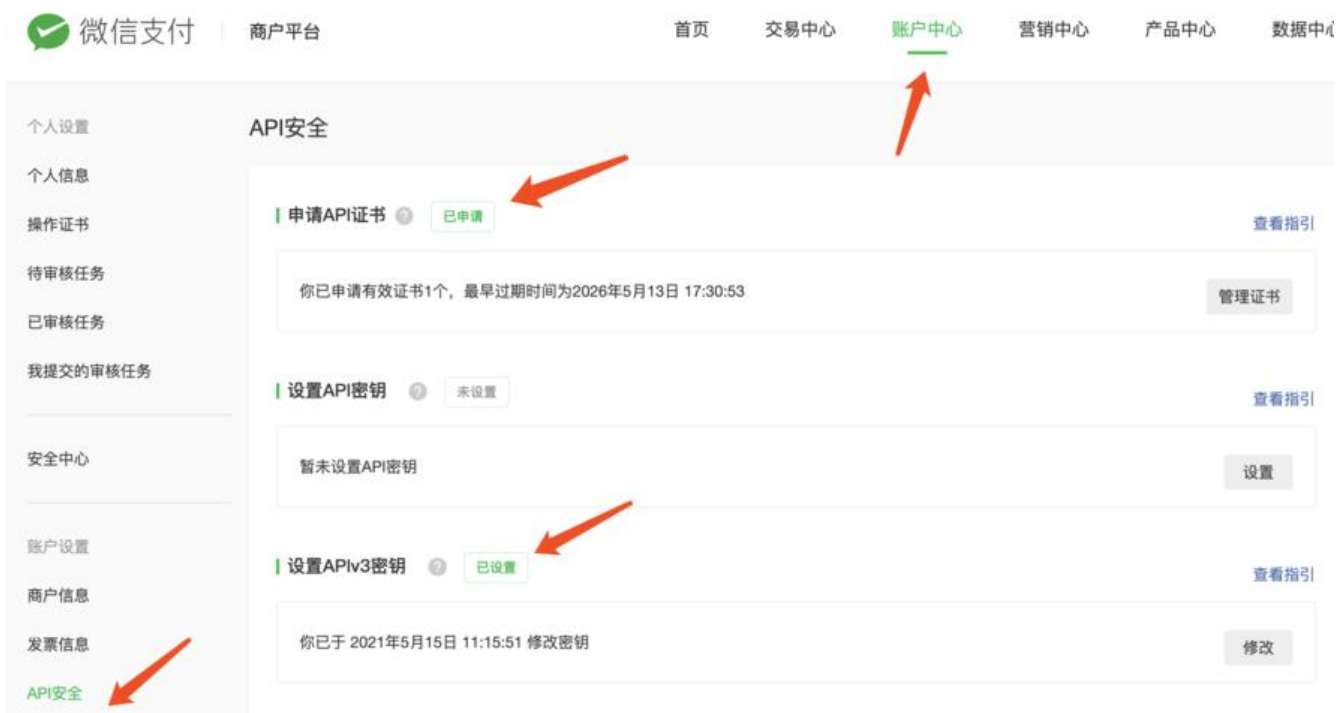 微信支付 商户平台 首页 交易中心 账户中心 营销中心 产品中心 数据中心
个人设置
API安全
个人信息
申请API证书 ? 已申请
操作证书
查看指引
待审核任务
你已申请有效证书1个，最早过期时间为2026年5月13日 17:30:53
管理证书
已审核任务
我提交的审核任务
设置API密钥 ? 未设置
查看指引
安全中心
暂未设置API密钥
设置
账户设置
设置APIv3密钥 ? 已设置
查看指引
商户信息
发票信息
你已于 2021年5月15日 11:15:51 修改密钥
修改
API安全